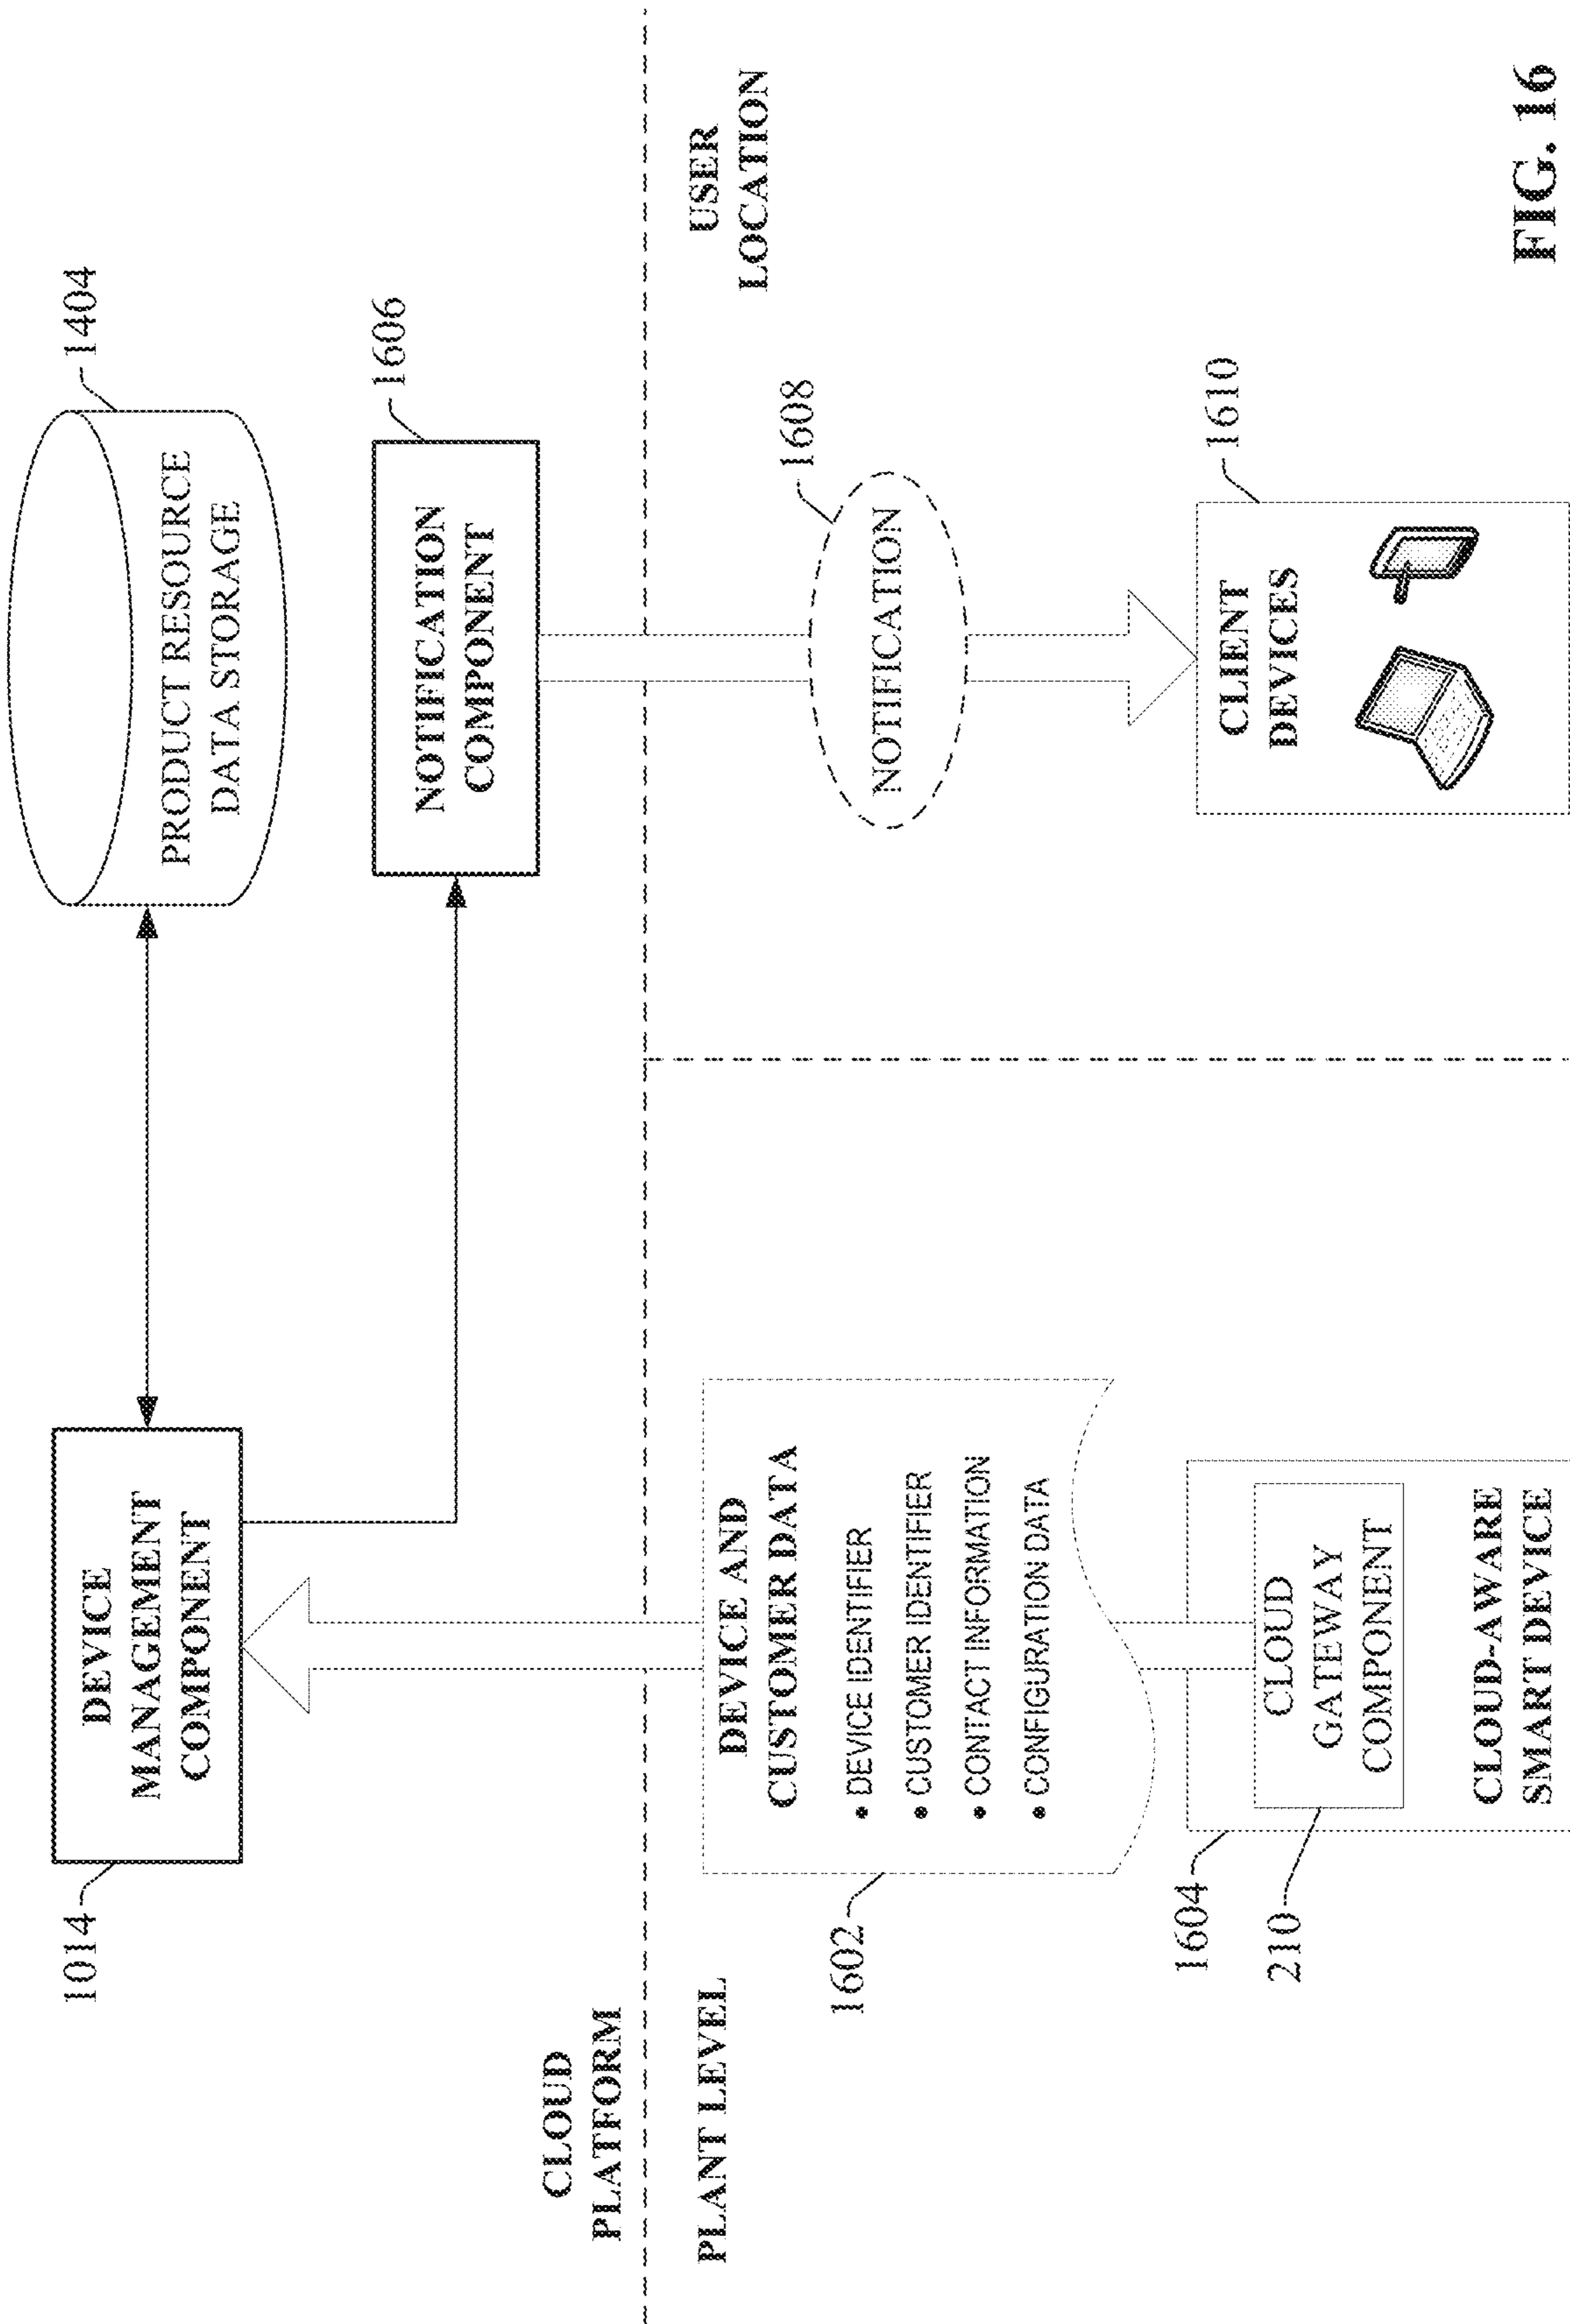 1014
DEVICE
MANAGEMENT
COMPONENT
PRODUCT RESOURCE
DATA STORAGE
1404
NOTIFICATION
COMPONENT
1606
CLOUD
PLATFORM
PLANT LEVEL
1602
DEVICE AND
CUSTOMER DATA
• DEVICE IDENTIFIER
• CUSTOMER IDENTIFIER
• CONTACT INFORMATION
• CONFIGURATION DATA
1604
210
CLOUD
GATEWAY
COMPONENT
CLOUD-AWARE
SMART DEVICE
USER
LOCATION
NOTIFICATION
1608
CLIENT
DEVICES
1610
FIG. 16